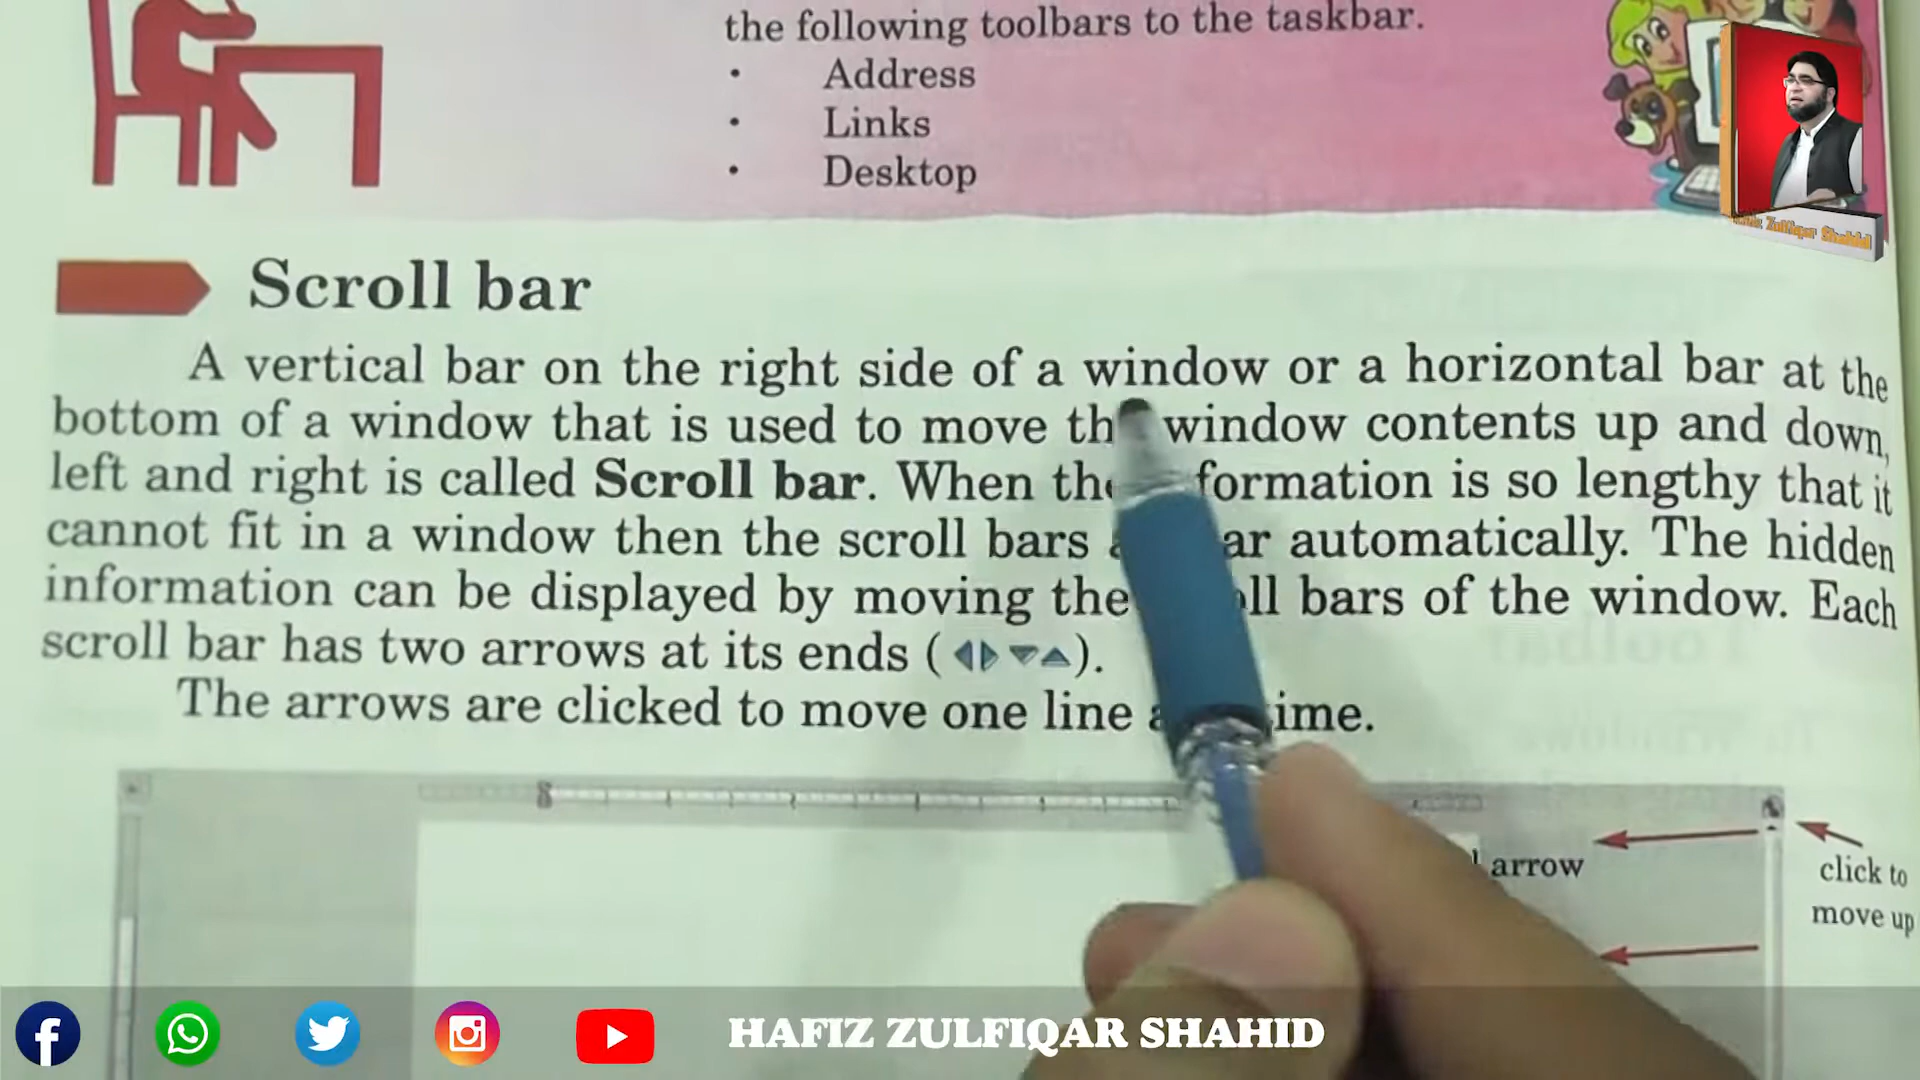 the following toolbars to the taskbar.
• Address
• Links
• Desktop
Zulfiqar Shahid
Scroll bar
A vertical bar on the right side of a window or a horizontal bar at the
bottom of a window that is used to move th window contents up and down,
left and right is called Scroll bar. When the formation is so lengthy that it
cannot fit in a window then the scroll bars ar automatically. The hidden
information can be displayed by moving the ll bars of the window. Each
scroll bar has two arrows at its ends ( ◀▶▼▲).
The arrows are clicked to move one line ime.
arrow
click to
move up
HAFIZ ZULFIQAR SHAHID